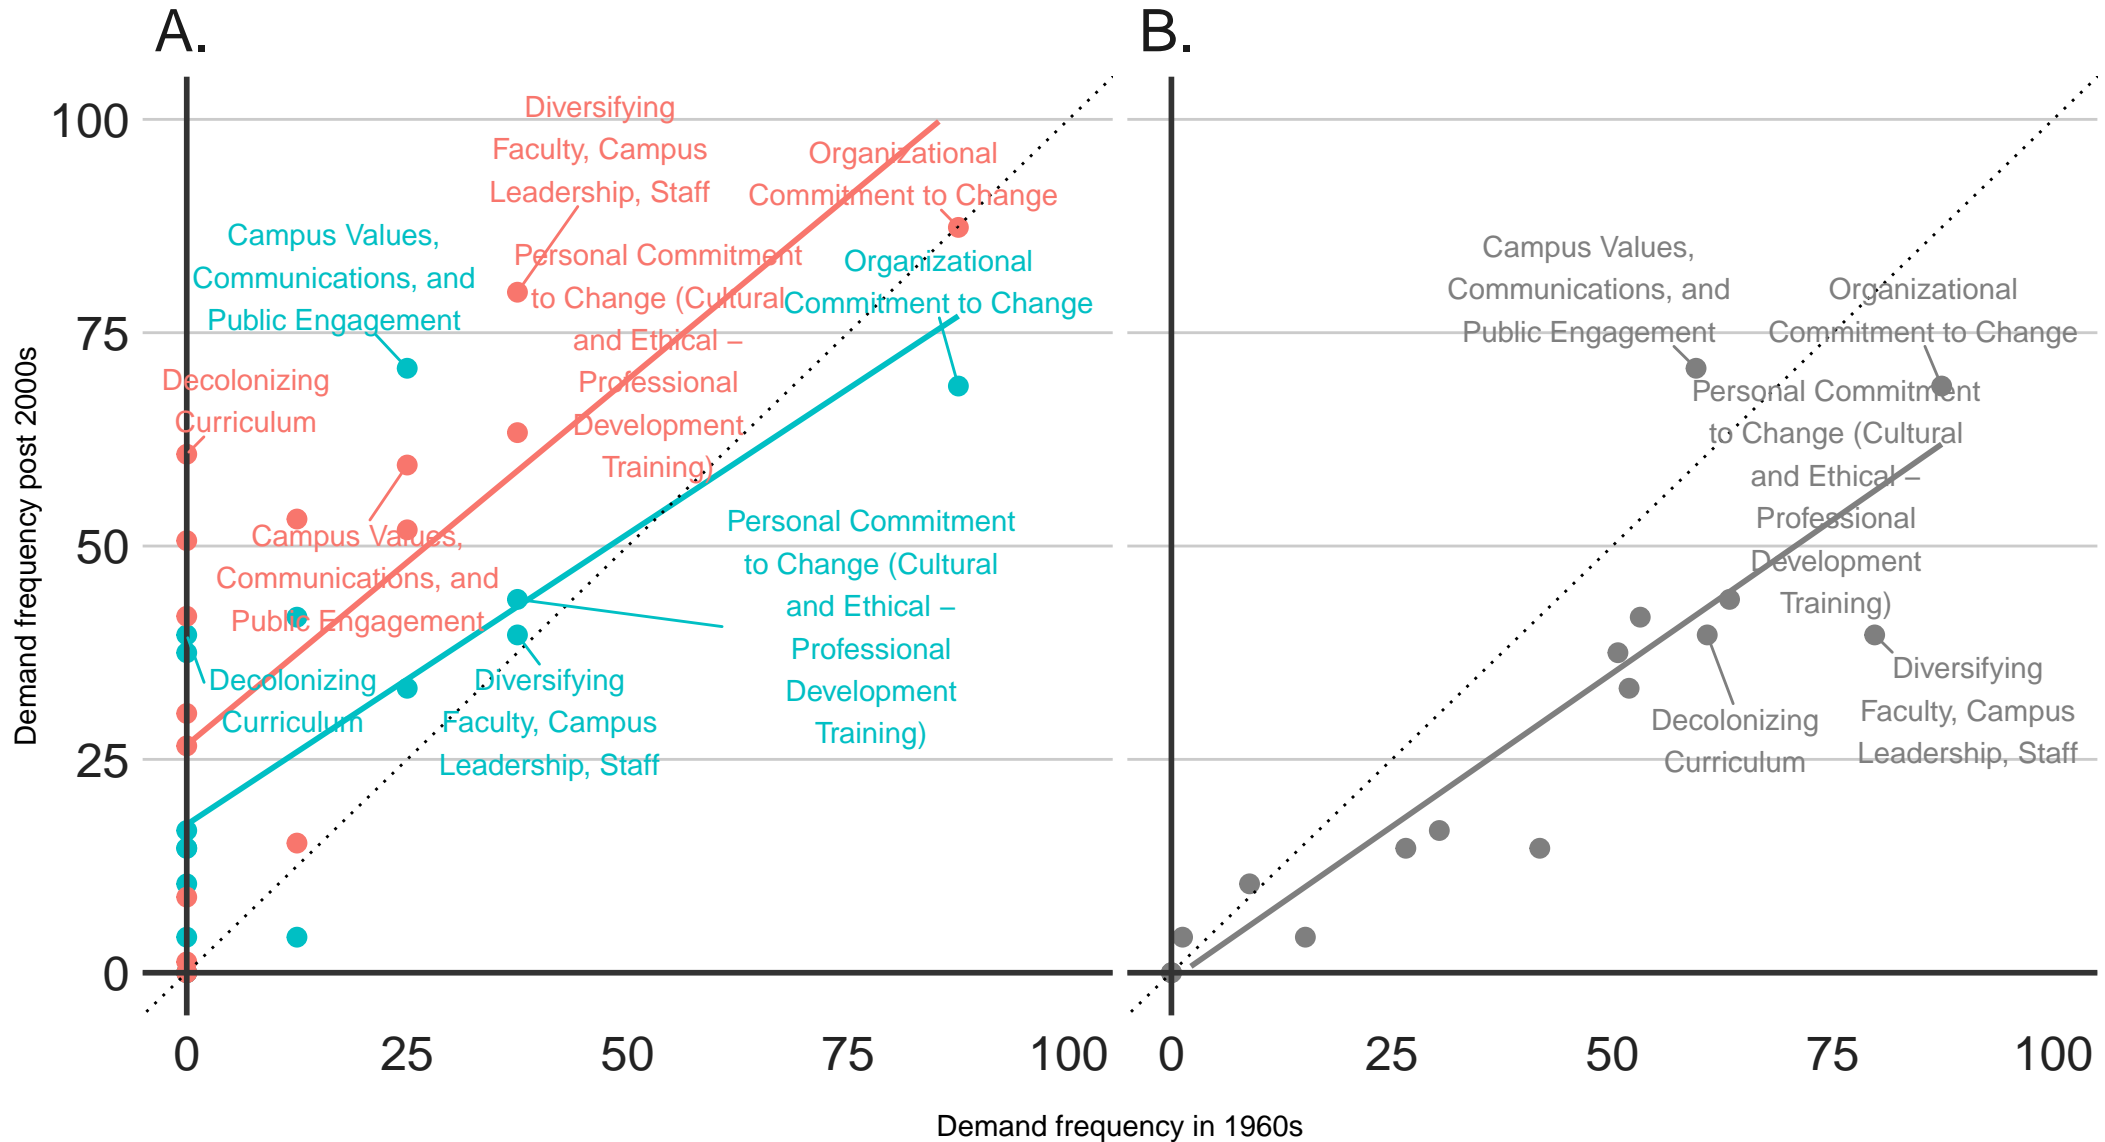 A.
B.
Demand frequency post 2000s
100
75
50
25
0
Diversifying
Faculty, Campus
Leadership, Staff
Organizational
Commitment to Change
Campus Values,
Communications, and
Public Engagement
Personal Commitment
to Change (Cultural
and Ethical –
Professional
Development
Training)
Organizational
Commitment to Change
Decolonizing
Curriculum
Campus Values,
Communications, and
Public Engagement
Personal Commitment
to Change (Cultural
and Ethical –
Professional
Development
Training)
Decolonizing
Curriculum
Diversifying
Faculty, Campus
Leadership, Staff
0
25
50
75
100
Campus Values,
Communications, and
Public Engagement
Organizational
Commitment to Change
Personal Commitment
to Change (Cultural
and Ethical –
Professional
Development
Training)
Diversifying
Faculty, Campus
Leadership, Staff
Decolonizing
Curriculum
0
25
50
75
100
Demand frequency in 1960s